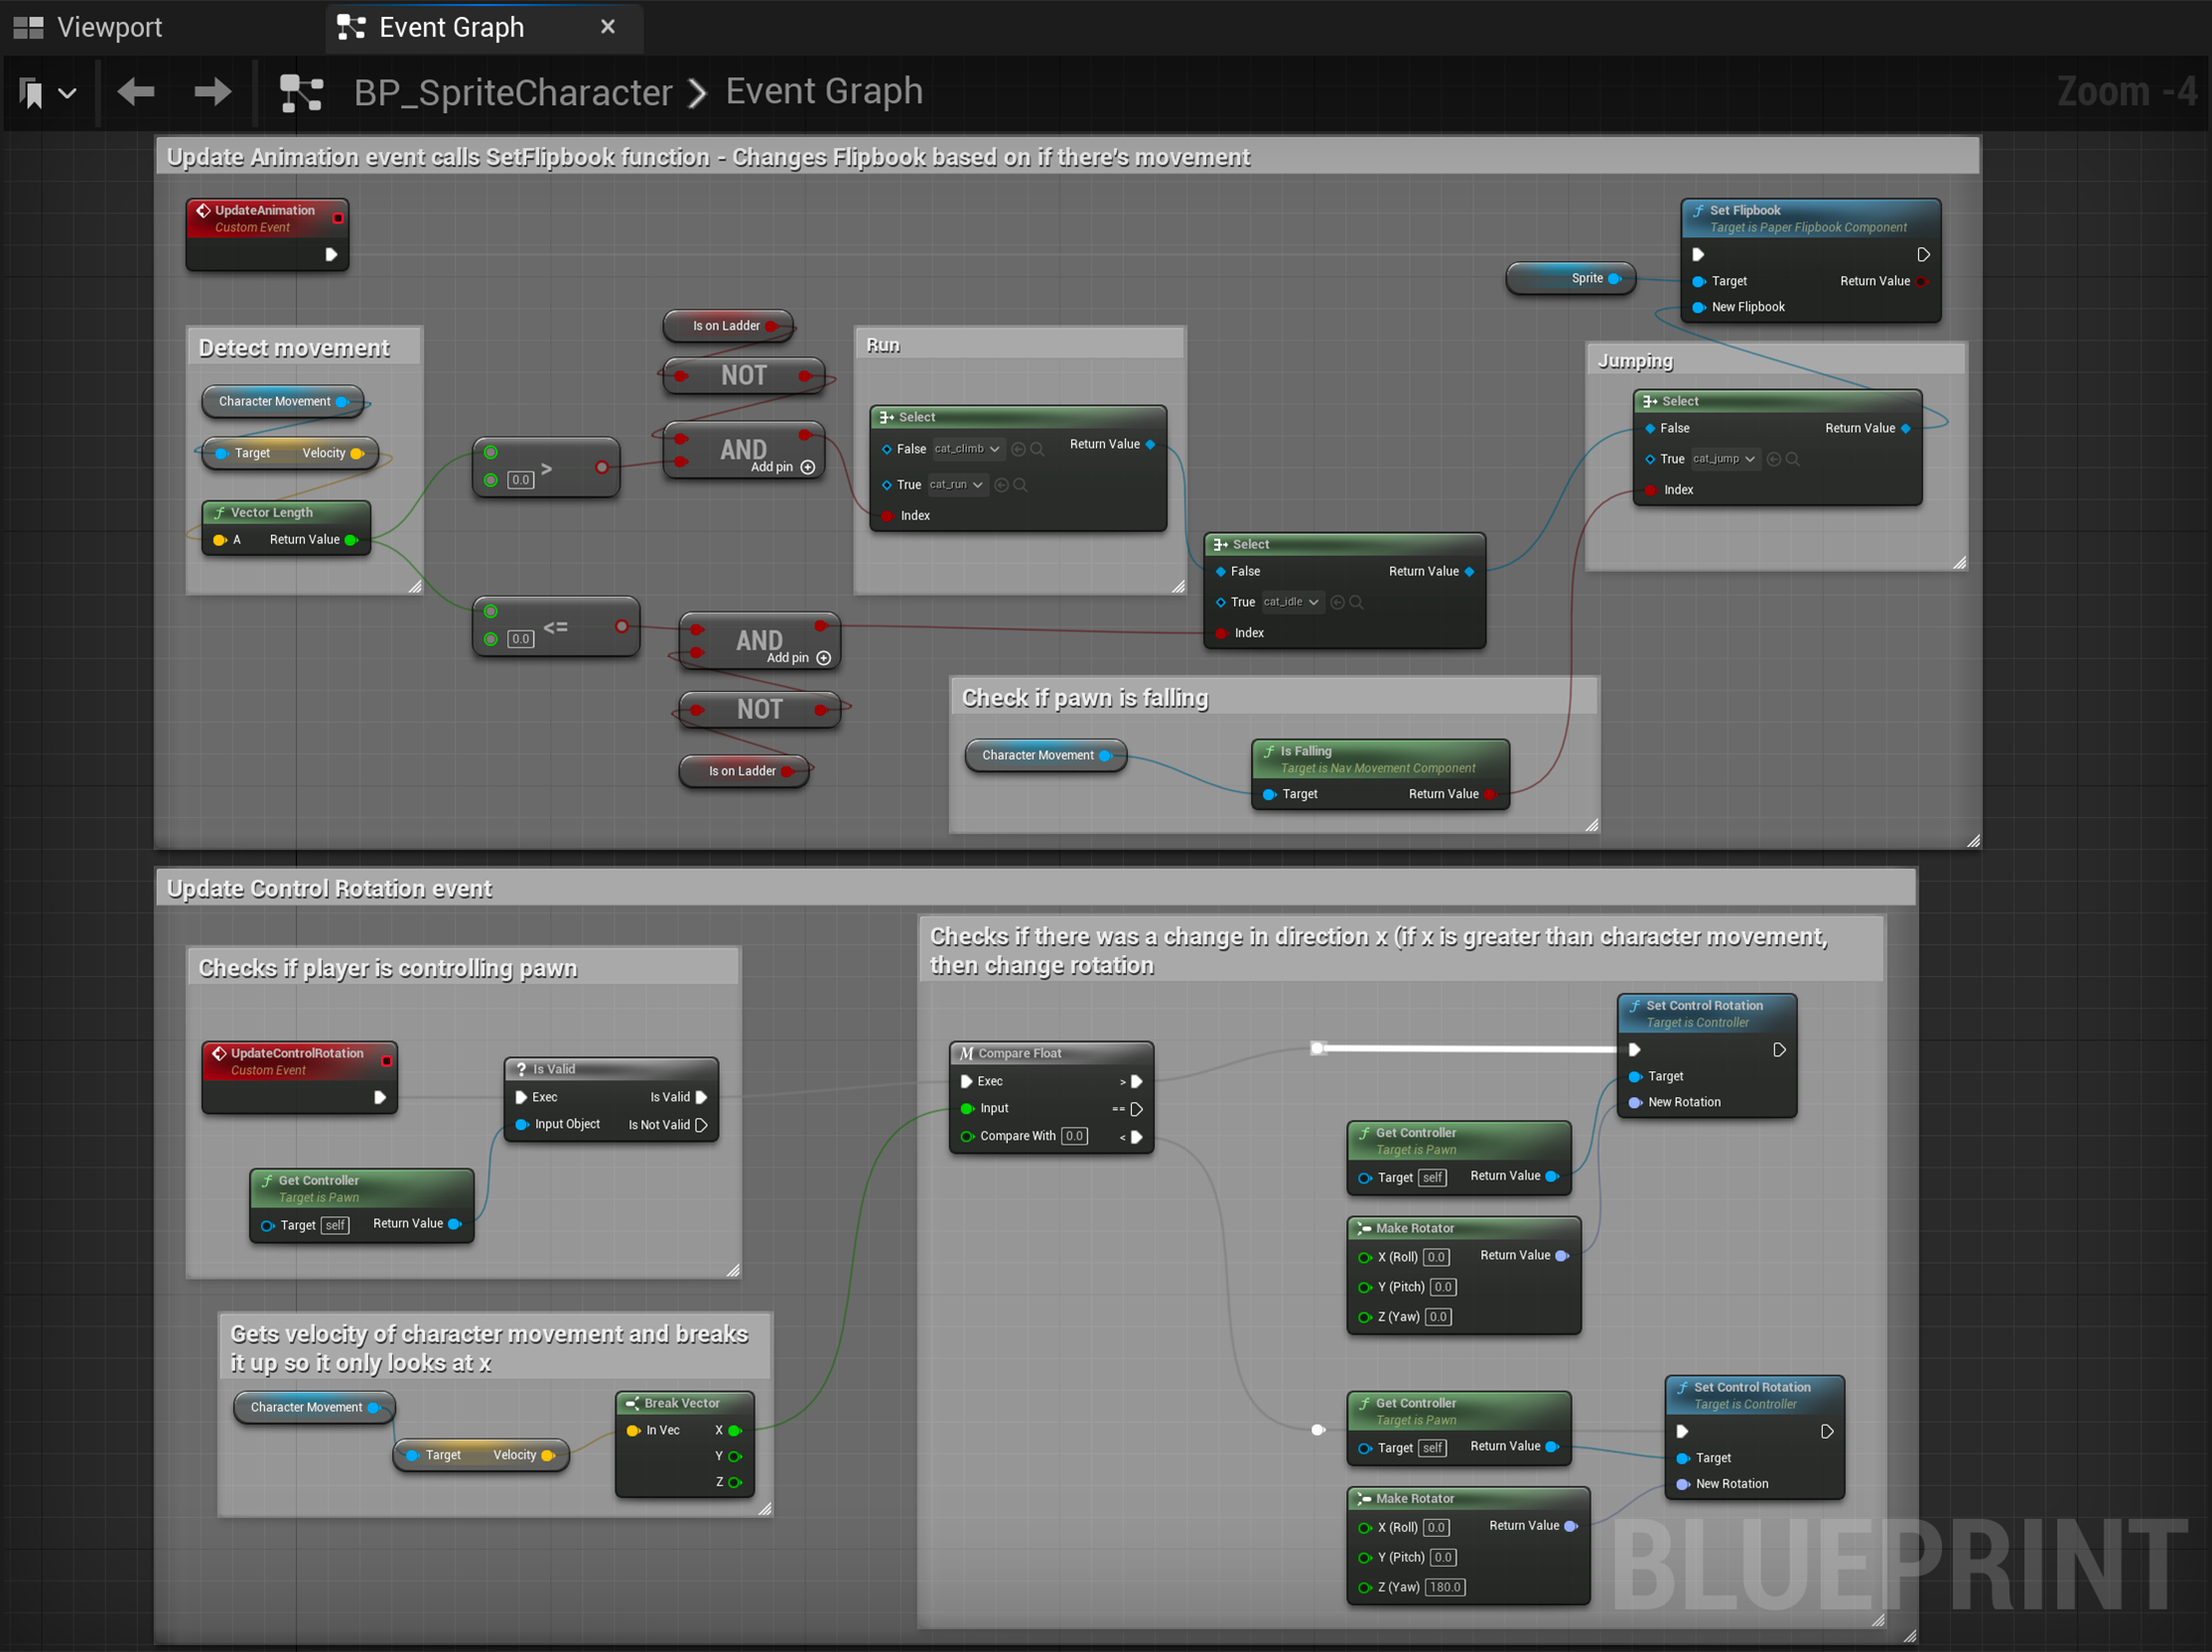 Viewport
Event Graph
BP_SpriteCharacter
Event Graph
Zoom -4
Update Animation event calls SetFlipbook function - Changes Flipbook based on if there's movement
UpdateAnimation
Custom Event
Set Flipbook
Target is Paper Flipbook Component
Sprite
Target
Return Value
New Flipbook
Detect movement
Character Movement
Target
Velocity
Vector Length
A
Return Value
0.0
>
0.0
<=
Is on Ladder
NOT
AND
Add pin
Run
Select
False
cat_climb
Return Value
True
cat_run
Index
Jumping
Select
False
Return Value
True
cat_jump
Index
Select
False
Return Value
True
cat_idle
Index
AND
Add pin
NOT
Is on Ladder
Check if pawn is falling
Character Movement
Is Falling
Target is Nav Movement Component
Target
Return Value
Update Control Rotation event
Checks if player is controlling pawn
UpdateControlRotation
Custom Event
? Is Valid
Exec
Is Valid
Input Object
Is Not Valid
Get Controller
Target is Pawn
Target
self
Return Value
Gets velocity of character movement and breaks
it up so it only looks at x
Character Movement
Target
Velocity
Break Vector
In Vec
X
Y
Z
Checks if there was a change in direction x (if x is greater than character movement,
then change rotation
Compare Float
Exec
>
Input
==
Compare With
0.0
<
Set Control Rotation
Target is Controller
Target
New Rotation
Get Controller
Target is Pawn
Target
self
Return Value
Make Rotator
X (Roll)
0.0
Return Value
Y (Pitch)
0.0
Z (Yaw)
0.0
Get Controller
Target is Pawn
Target
self
Return Value
Set Control Rotation
Target is Controller
Target
New Rotation
Make Rotator
X (Roll)
0.0
Return Value
Y (Pitch)
0.0
Z (Yaw)
180.0
BLUEPRINT